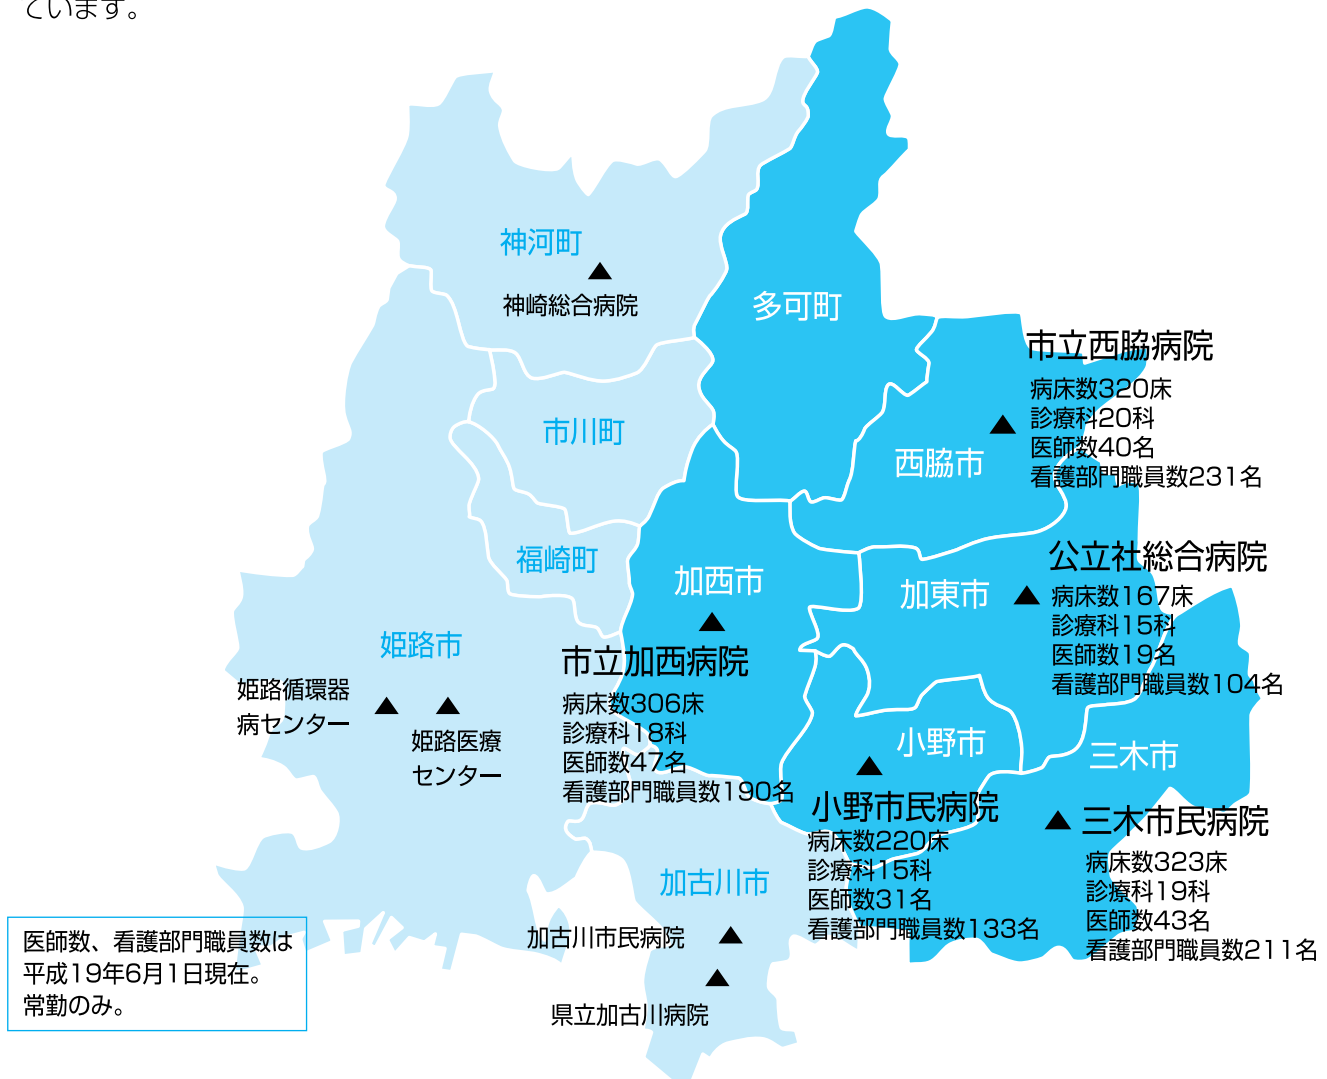 ています。
神河町
神崎総合病院
多可町
市立西脇病院
病床数320床
診療科20科
医師数40名
看護部門職員数231名
西脇市
市川町
福崎町
加西市
市立加西病院
病床数306床
診療科18科
医師数47名
看護部門職員数190名
加東市
公立社総合病院
病床数167床
診療科15科
医師数19名
看護部門職員数104名
姫路市
姫路循環器
病センター
姫路医療
センター
小野市
小野市民病院
病床数220床
診療科15科
医師数31名
看護部門職員数133名
三木市
三木市民病院
病床数323床
診療科19科
医師数43名
看護部門職員数211名
加古川市
加古川市民病院
県立加古川病院
医師数、看護部門職員数は
平成19年6月1日現在。
常勤のみ。